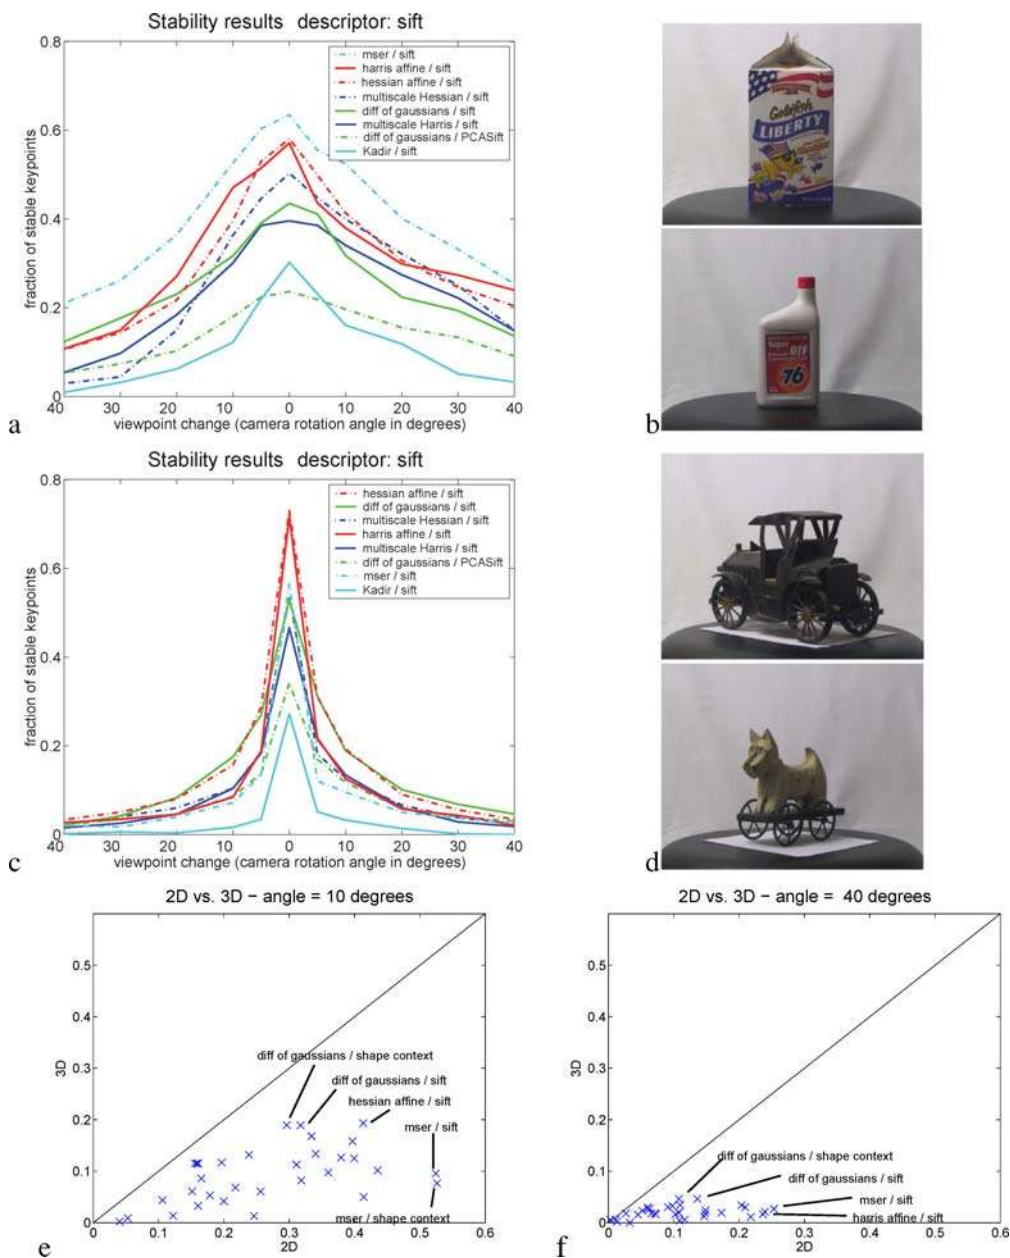 Stability results descriptor: sift
0.8
0.6
0.4
0.2
0
fraction of stable keypoints
mser / sift
harris affine / sift
hessian affine / sift
multiscale Hessian / sift
diff of gaussians / sift
multiscale Harris / sift
diff of gaussians / PCASift
Kadir / sift
40 30 20 10 0 10 20 30 40
viewpoint change (camera rotation angle in degrees)
a
Goldfish
LIBERTY
Super
OTF
76
b
Stability results descriptor: sift
0.8
0.6
0.4
0.2
0
fraction of stable keypoints
hessian affine / sift
diff of gaussians / sift
multiscale Hessian / sift
harris affine / sift
multiscale Harris / sift
diff of gaussians / PCASift
mser / sift
Kadir / sift
40 30 20 10 0 10 20 30 40
viewpoint change (camera rotation angle in degrees)
c
d
2D vs. 3D − angle = 10 degrees
0.5
0.4
0.3
0.2
0.1
0
3D
diff of gaussians / shape context
diff of gaussians / sift
hessian affine / sift
mser / sift
mser / shape context
0 0.1 0.2 0.3 0.4 0.5 0.6
2D
e
2D vs. 3D − angle = 40 degrees
0.5
0.4
0.3
0.2
0.1
0
3D
diff of gaussians / shape context
diff of gaussians / sift
mser / sift
harris affine / sift
0 0.1 0.2 0.3 0.4 0.5 0.6
2D
f